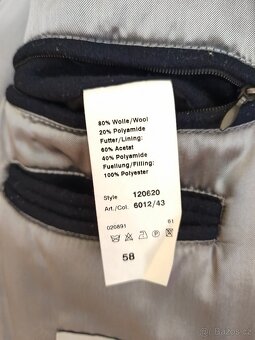 80% Wolle/Wool
20% Polyamide
Futter/Lining:
60% Acetat
40% Polyamide
Fuellung/Filling:
100% Polyester
Style 120620
Art./Col. 6012/43
020891 61
58